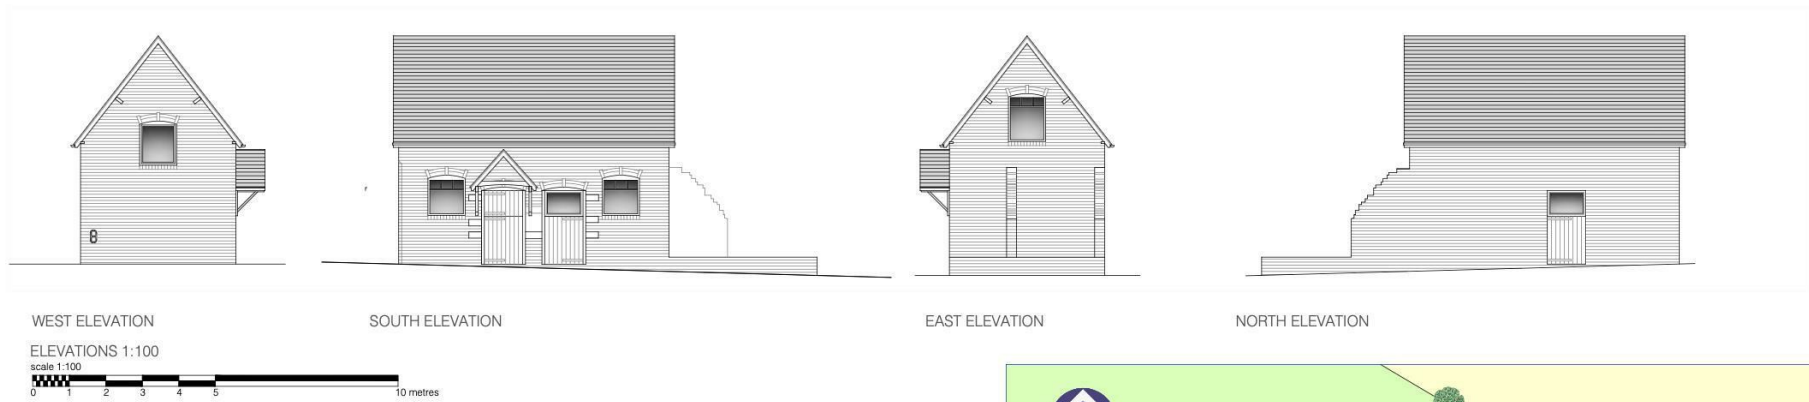 WEST ELEVATION
SOUTH ELEVATION
EAST ELEVATION
NORTH ELEVATION
ELEVATIONS 1:100
scale 1:100
0 1 2 3 4 5 10 metres